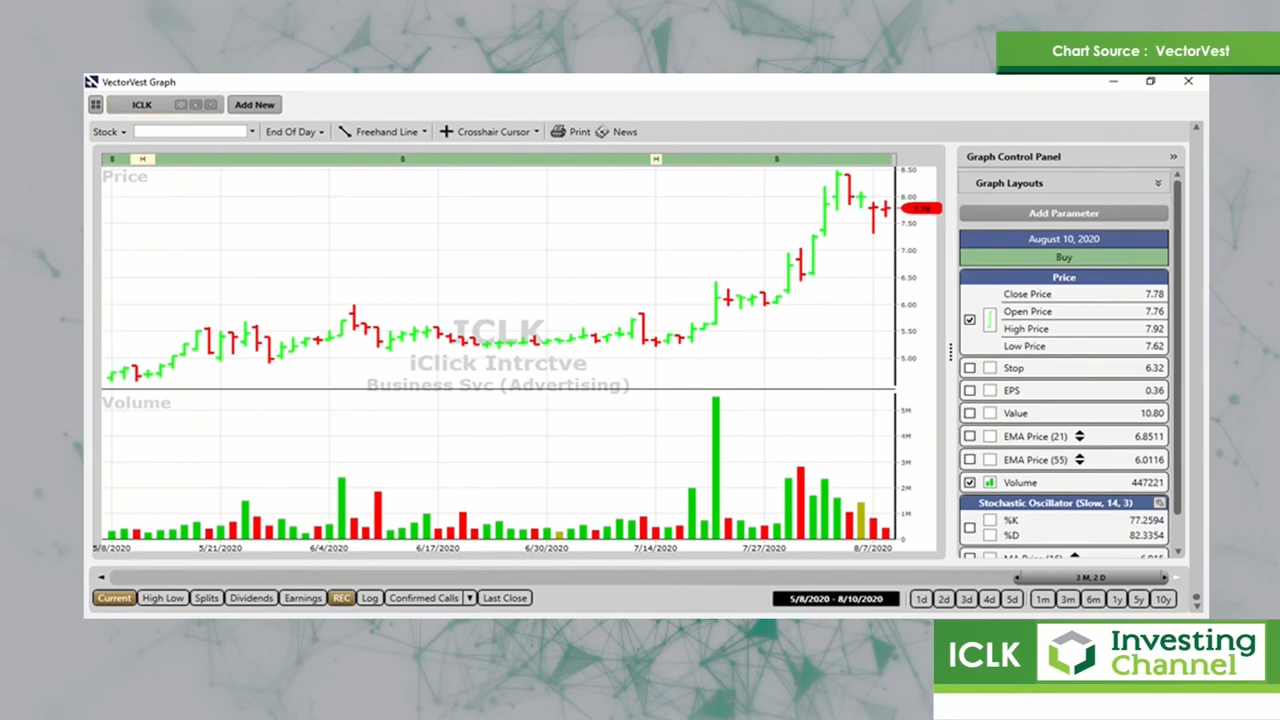 Chart Source : VectorVest
VectorVest Graph
ICLK
Add New
Stock
End Of Day
Freehand Line
Crosshair Cursor
Print
News
B H B H B
Price
8.50
8.00
7.78
7.50
7.00
6.50
6.00
5.50
5.00
ICLK
iClick Intrctve
Business Svc (Advertising)
Volume
5M
4M
3M
2M
1M
0
5/8/2020 5/21/2020 6/4/2020 6/17/2020 6/30/2020 7/14/2020 7/27/2020 8/7/2020
Graph Control Panel
Graph Layouts
Add Parameter
August 10, 2020
Buy
Price
Close Price 7.78
Open Price 7.76
High Price 7.92
Low Price 7.62
Stop 6.32
EPS 0.36
Value 10.80
EMA Price (21) 6.8511
EMA Price (55) 6.0116
Volume 447221
Stochastic Oscillator (Slow, 14, 3)
%K 77.2594
%D 82.3354
3 M, 2 D
Current High Low Splits Dividends Earnings REC Log Confirmed Calls Last Close
5/8/2020 - 8/10/2020
1d 2d 3d 4d 5d 1m 3m 6m 1y 5y 10y
ICLK
Investing
Channel